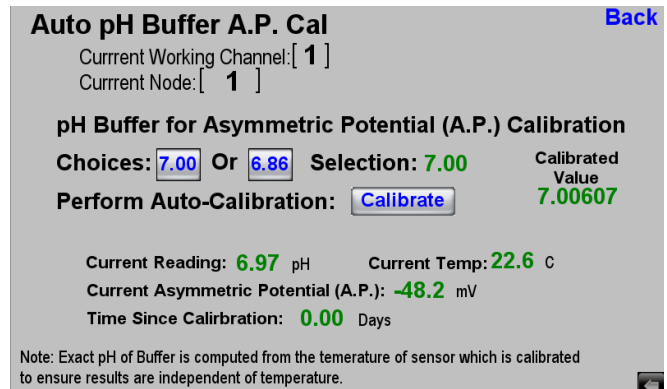 Auto pH Buffer A.P. Cal Back
Currrent Working Channel:[ 1 ]
Currrent Node:[ 1 ]
pH Buffer for Asymmetric Potential (A.P.) Calibration
Choices: 7.00 Or 6.86 Selection: 7.00
Calibrated
Value
7.00607
Perform Auto-Calibration: Calibrate
Current Reading: 6.97 pH Current Temp: 22.6 C
Current Asymmetric Potential (A.P.): -48.2 mV
Time Since Calirbration: 0.00 Days
Note: Exact pH of Buffer is computed from the temerature of sensor which is calibrated
to ensure results are independent of temperature.